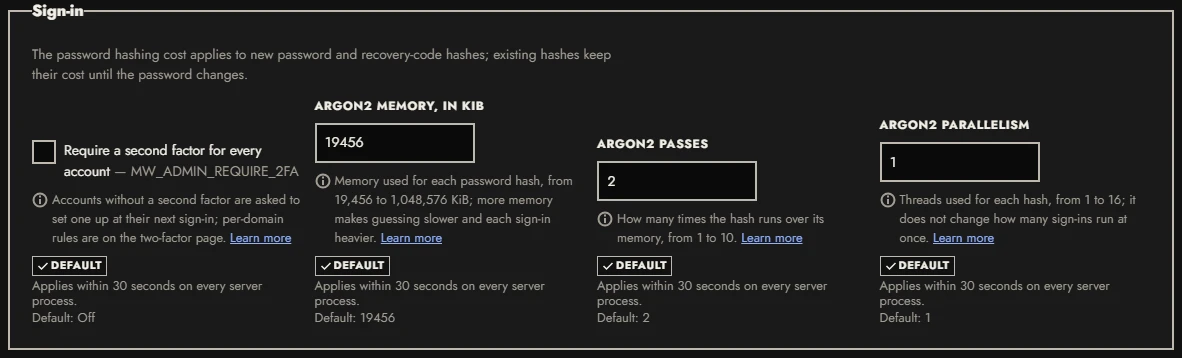 Sign-in
The password hashing cost applies to new password and recovery-code hashes; existing hashes keep
their cost until the password changes.
Require a second factor for every
account — MW_ADMIN_REQUIRE_2FA
Accounts without a second factor are asked to
set one up at their next sign-in; per-domain
rules are on the two-factor page. Learn more
DEFAULT
Applies within 30 seconds on every server
process.
Default: Off
ARGON2 MEMORY, IN KIB
19456
Memory used for each password hash, from
19,456 to 1,048,576 KiB; more memory
makes guessing slower and each sign-in
heavier. Learn more
DEFAULT
Applies within 30 seconds on every server
process.
Default: 19456
ARGON2 PASSES
2
How many times the hash runs over its
memory, from 1 to 10. Learn more
DEFAULT
Applies within 30 seconds on every server
process.
Default: 2
ARGON2 PARALLELISM
1
Threads used for each hash, from 1 to 16; it
does not change how many sign-ins run at
once. Learn more
DEFAULT
Applies within 30 seconds on every server
process.
Default: 1